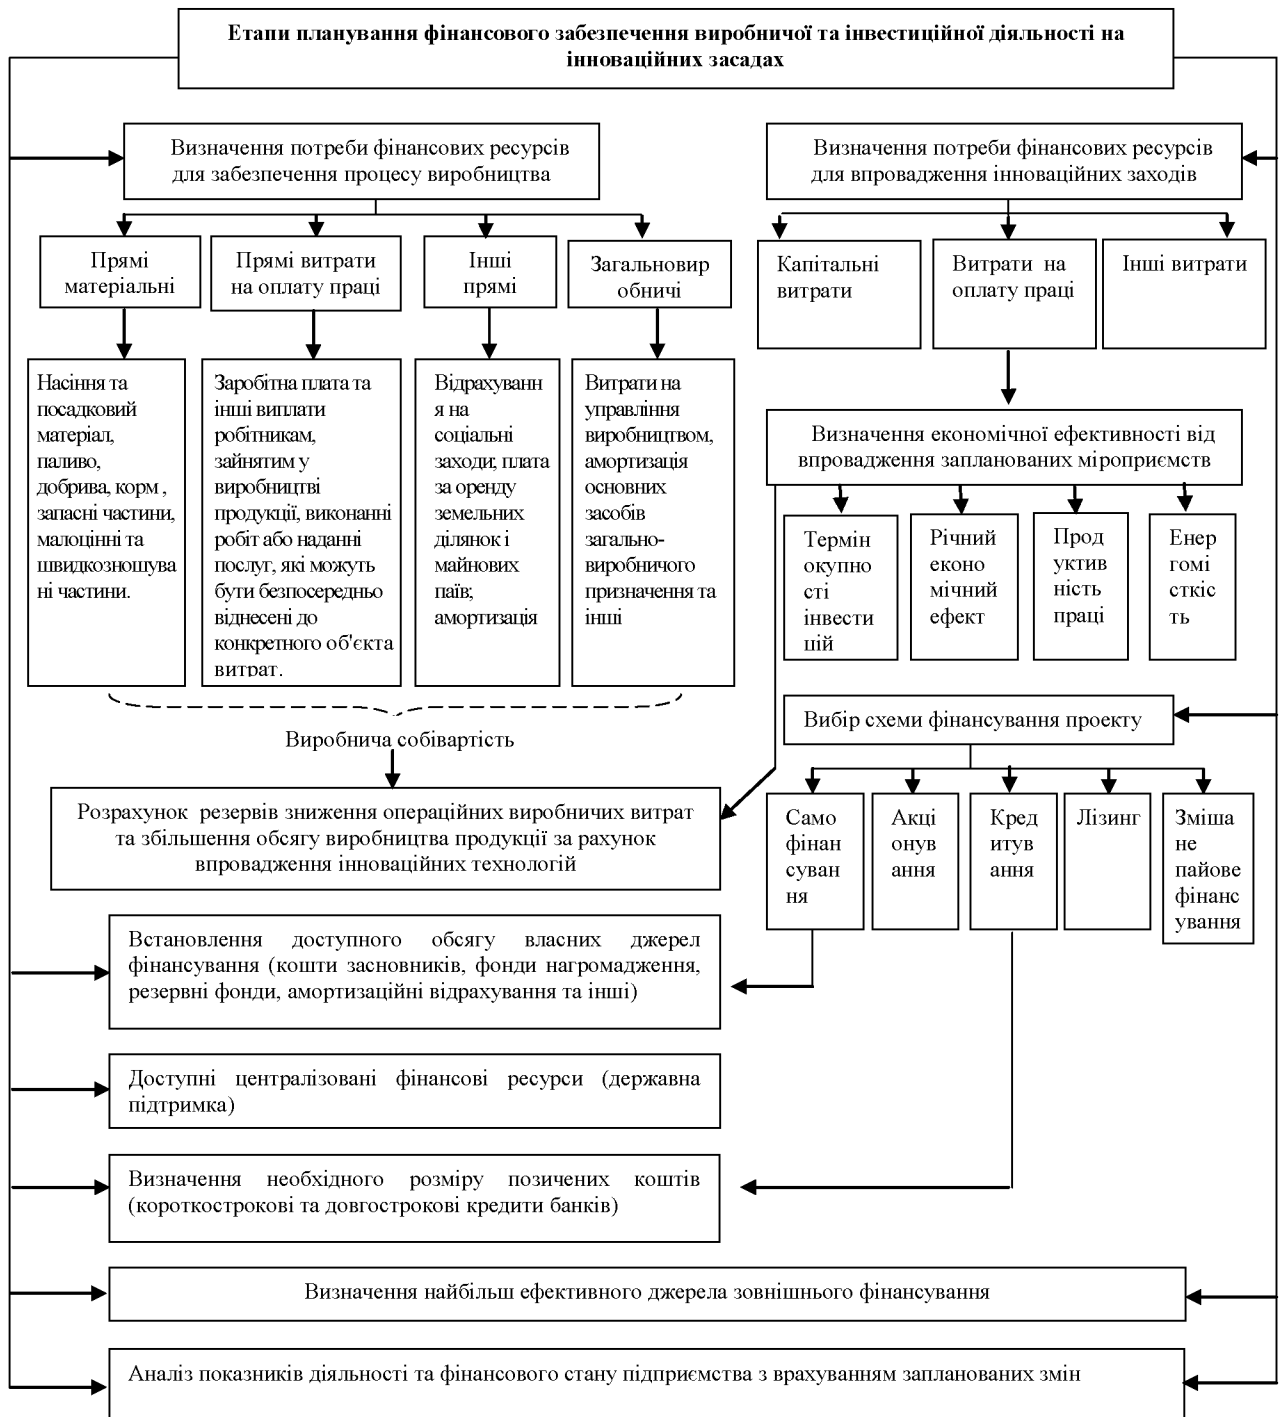 Етапи планування фінансового забезпечення виробничої та інвестиційної діяльності на
інноваційних засадах
Визначення потреби фінансових ресурсів
для забезпечення процесу виробництва
Визначення потреби фінансових ресурсів
для впровадження інноваційних заходів
Прямі
матеріальні
Прямі витрати
на оплату праці
Інші
прямі
Загальновир
обничі
Капітальні
витрати
Витрати на
оплату праці
Інші витрати
Насіння та
посадковий
матеріал,
паливо,
добрива, корм ,
запасні частини,
малоцінні та
швидкозношува
ні частини.
Заробітна плата та
інші виплати
робітникам,
зайнятим у
виробництві
продукції, виконанні
робіт або наданні
послуг, які можуть
бути безпосередньо
віднесені до
конкретного об'єкта
витрат.
Відрахуванн
я на
соціальні
заходи; плата
за оренду
земельних
ділянок і
майнових
паїв;
амортизація
Витрати на
управління
виробництвом,
амортизація
основних
засобів
загально-
виробничого
призначення та
інші
Визначення економічної ефективності від
впровадження запланованих міроприємств
Термін
окупно
сті
інвести
цій
Річний
еконо
мічний
ефект
Прод
уктив
ність
праці
Енер
гомі
сткіс
ть
Виробнича собівартість
Вибір схеми фінансування проекту
Розрахунок резервів зниження операційних виробничих витрат
та збільшення обсягу виробництва продукції за рахунок
впровадження інноваційних технологій
Само
фінан
суван
ня
Акці
онув
ання
Кред
итув
ання
Лізинг
Зміша
не
пайове
фінанс
ування
Встановлення доступного обсягу власних джерел
фінансування (кошти засновників, фонди нагромадження,
резервні фонди, амортизаційні відрахування та інші)
Доступні централізовані фінансові ресурси (державна
підтримка)
Визначення необхідного розміру позичених коштів
(короткострокові та довгострокові кредити банків)
Визначення найбільш ефективного джерела зовнішнього фінансування
Аналіз показників діяльності та фінансового стану підприємства з врахуванням запланованих змін